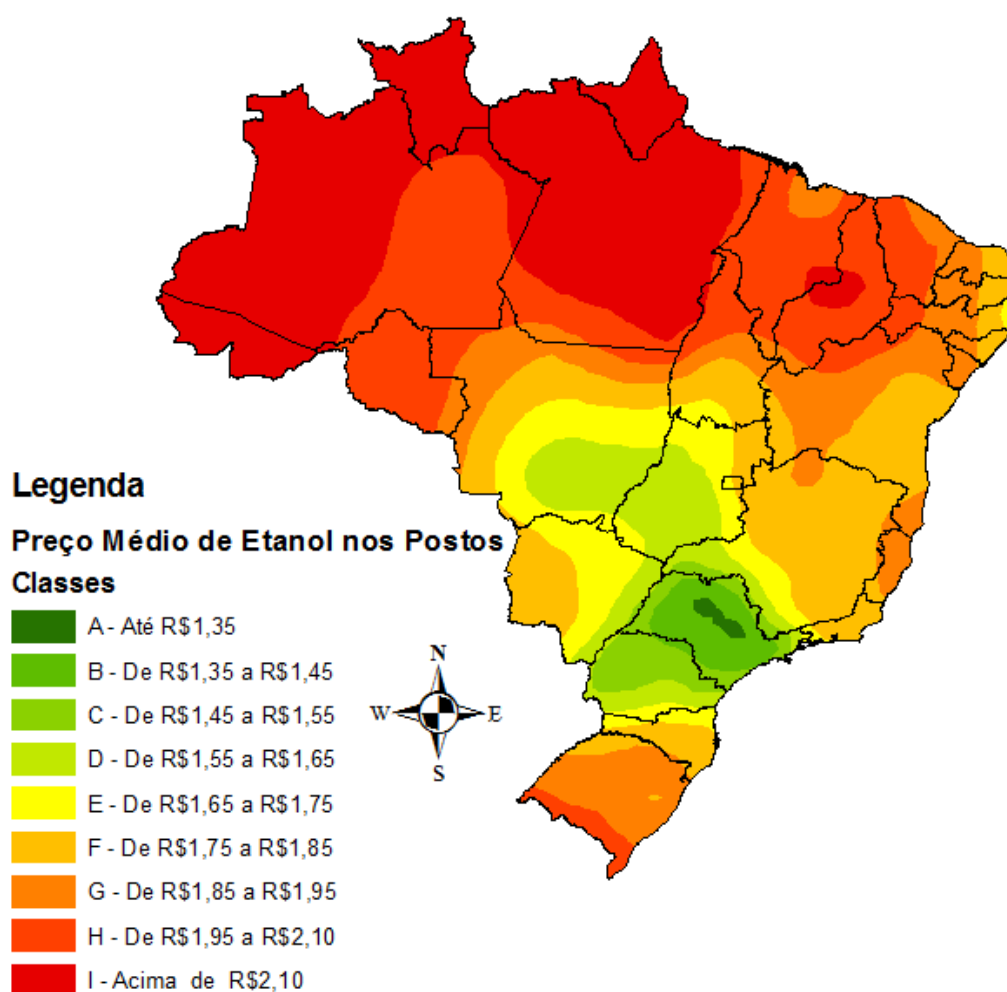 Legenda
Preço Médio de Etanol nos Postos
Classes
A - Até R$1,35
B - De R$1,35 a R$1,45
C - De R$1,45 a R$1,55
D - De R$1,55 a R$1,65
E - De R$1,65 a R$1,75
F - De R$1,75 a R$1,85
G - De R$1,85 a R$1,95
H - De R$1,95 a R$2,10
I - Acima de R$2,10
N
W E
S